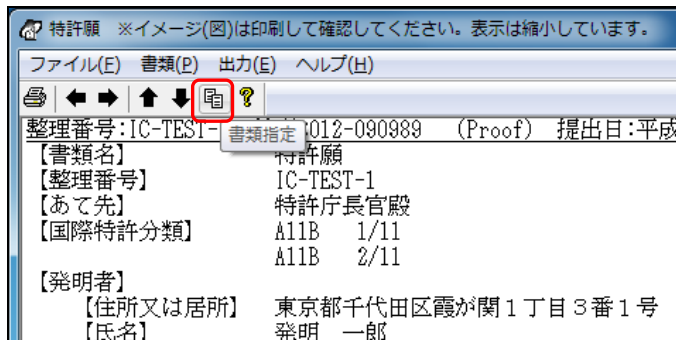 特許願 ※イメージ(図)は印刷して確認してください。表示は縮小しています。
ファイル(F) 書類(P) 出力(E) ヘルプ(H)
整理番号:IC-TEST- 012-090989 (Proof) 提出日:平成
書類指定
【書類名】 特許願
【整理番号】 IC-TEST-1
【あて先】 特許庁長官殿
【国際特許分類】 A11B 1/11
A11B 2/11
【発明者】
【住所又は居所】 東京都千代田区霞が関1丁目3番1号
【氏名】 発明 一郎